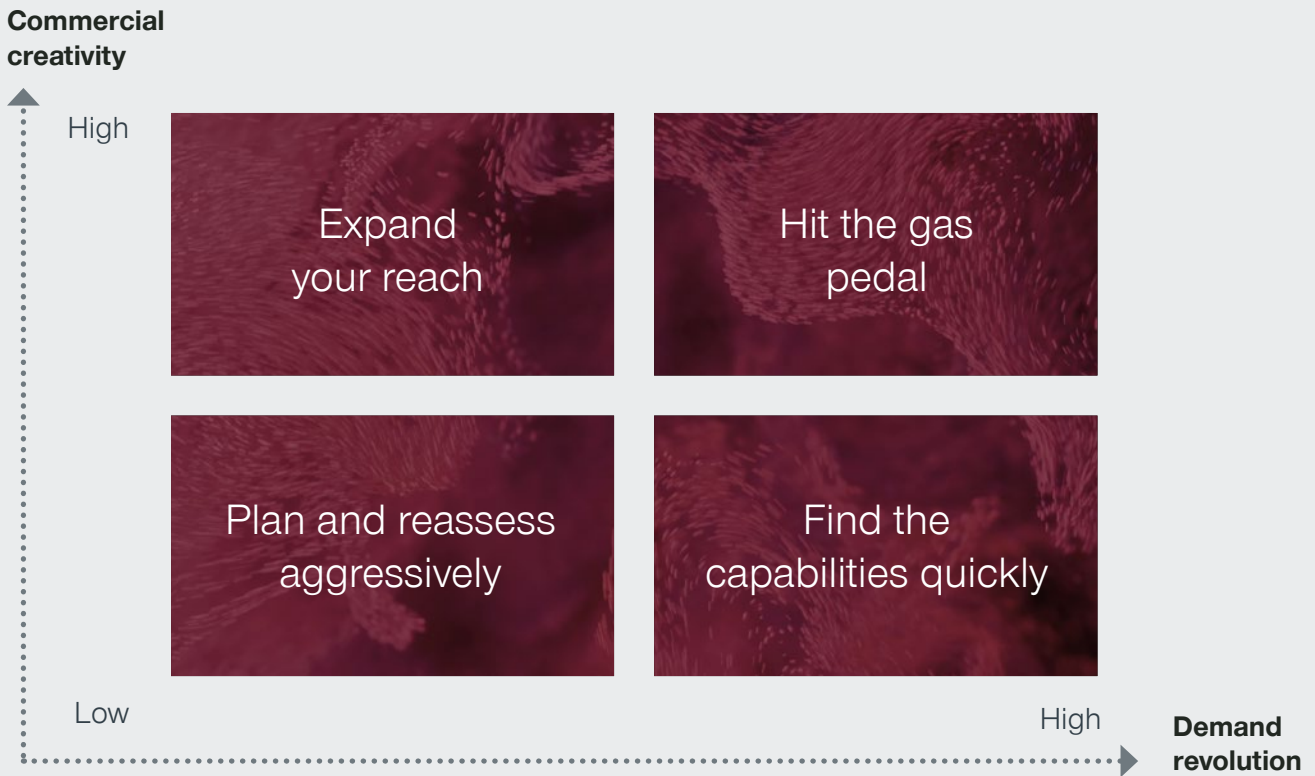 Commercial
creativity
High
Expand
your reach
Hit the gas
pedal
Plan and reassess
aggressively
Find the
capabilities quickly
Low
High
Demand
revolution